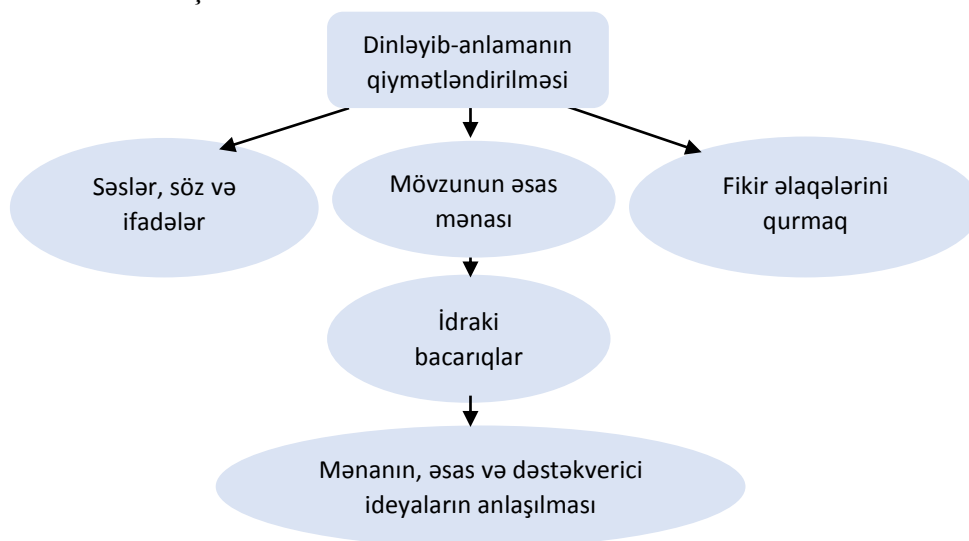 Dinləyib-anlamanın
qiymətləndirilməsi
Səslər, söz və
ifadələr
Mövzunun əsas
mənası
Fikir əlaqələrini
qurmaq
İdraki
bacarıqlar
Mənanın, əsas və dəstəkverici
ideyaların anlaşılması